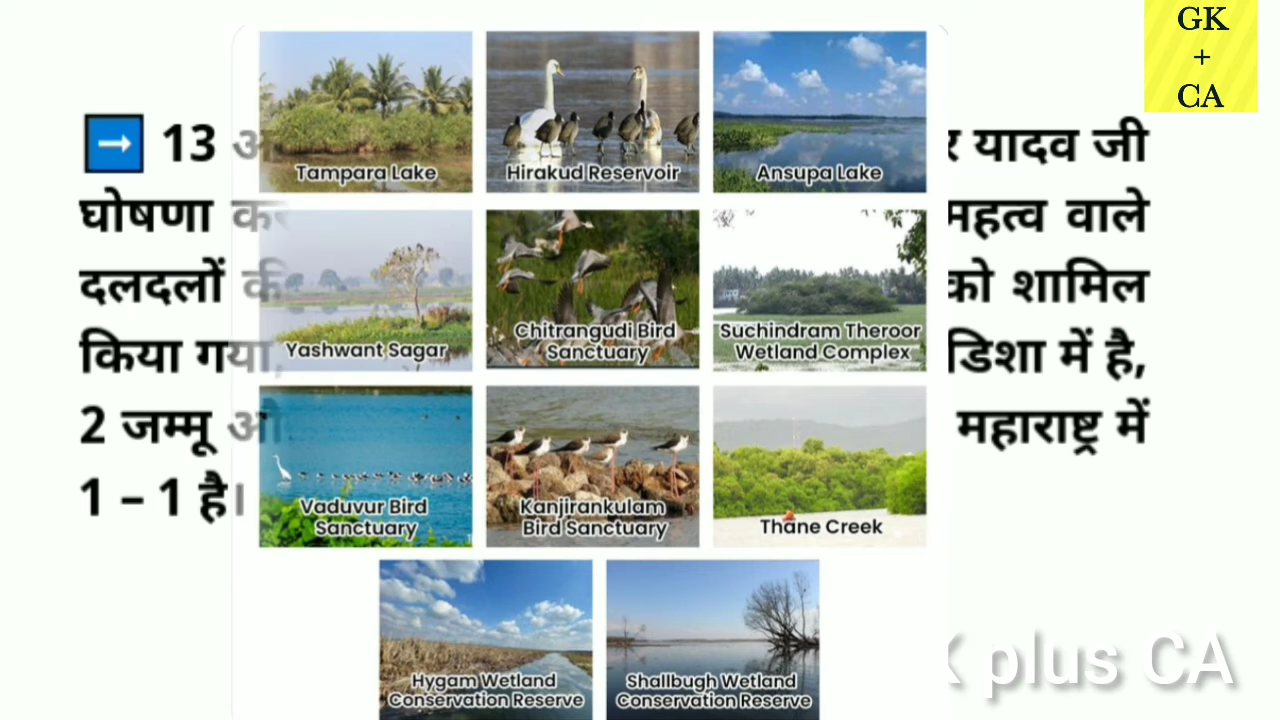 GK
+
CA
➡ 13
यादव जी
घोषणा
महत्व वाले
दलदलों
को शामिल
किया गया,
में है,
2 जम्मू
महाराष्ट्र में
1 – 1 है।
Tampara Lake
Hirakud Reservoir
Ansupa Lake
Yashwant Sagar
Chitrangudi Bird
Sanctuary
Suchindram Theroor
Wetland Complex
Vaduvur Bird
Sanctuary
Kanjirankulam
Bird Sanctuary
Thane Creek
Hygam Wetland
Conservation Reserve
Shallbugh Wetland
Conservation Reserve
plus CA